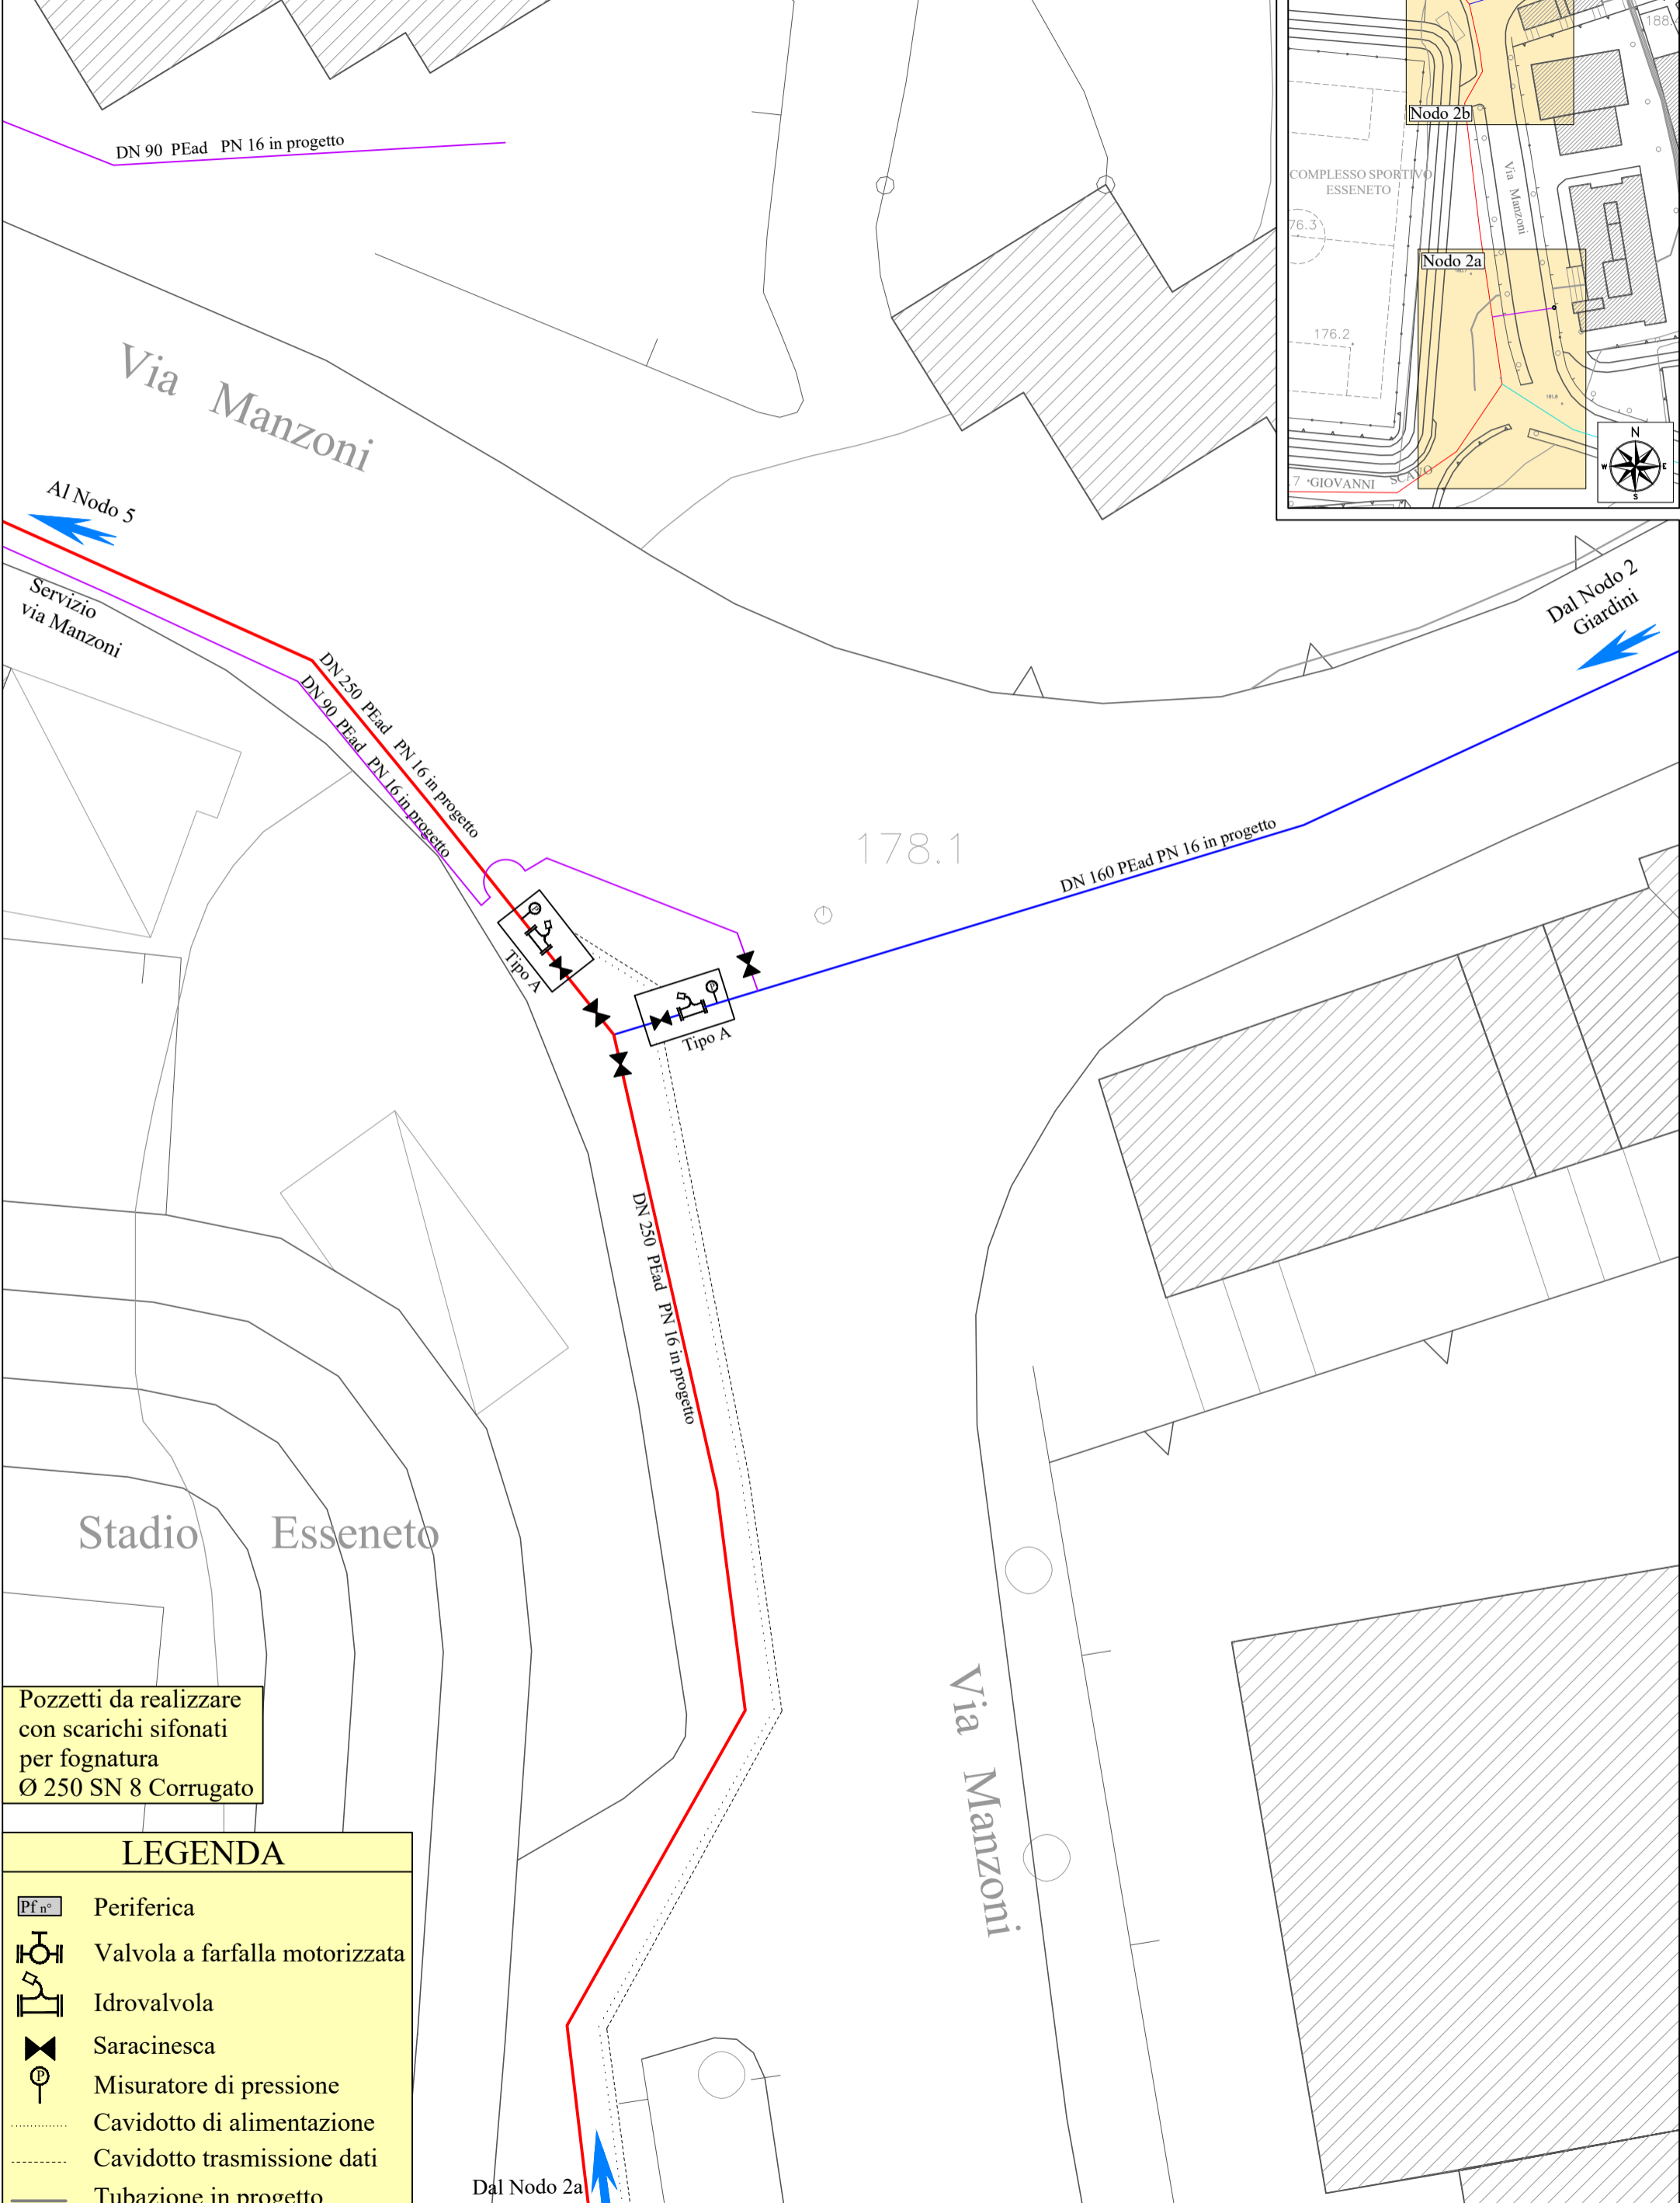 DN 90 PEad PN 16 in progetto
Via Manzoni
Al Nodo 5
Servizio
via Manzoni
DN 250 PEad PN 16 in progetto
DN 90 PEad PN 16 in progetto
Tipo A
Tipo A
178.1
DN 160 PEad PN 16 in progetto
Dal Nodo 2
Giardini
DN 250 PEad PN 16 in progetto
Stadio Esseneto
Via Manzoni
Dal Nodo 2a
Nodo 2b
COMPLESSO SPORTIVO
ESSENETO
Via Manzoni
76.3
Nodo 2a
176.2
181.8
GIOVANNI SCAVO
N
W E
S
Pozzetti da realizzare
con scarichi sifonati
per fognatura
Ø 250 SN 8 Corrugato
LEGENDA
Pf n° Periferica
Valvola a farfalla motorizzata
Idrovalvola
Saracinesca
P Misuratore di pressione
Cavidotto di alimentazione
Cavidotto trasmissione dati
Tubazione in progetto